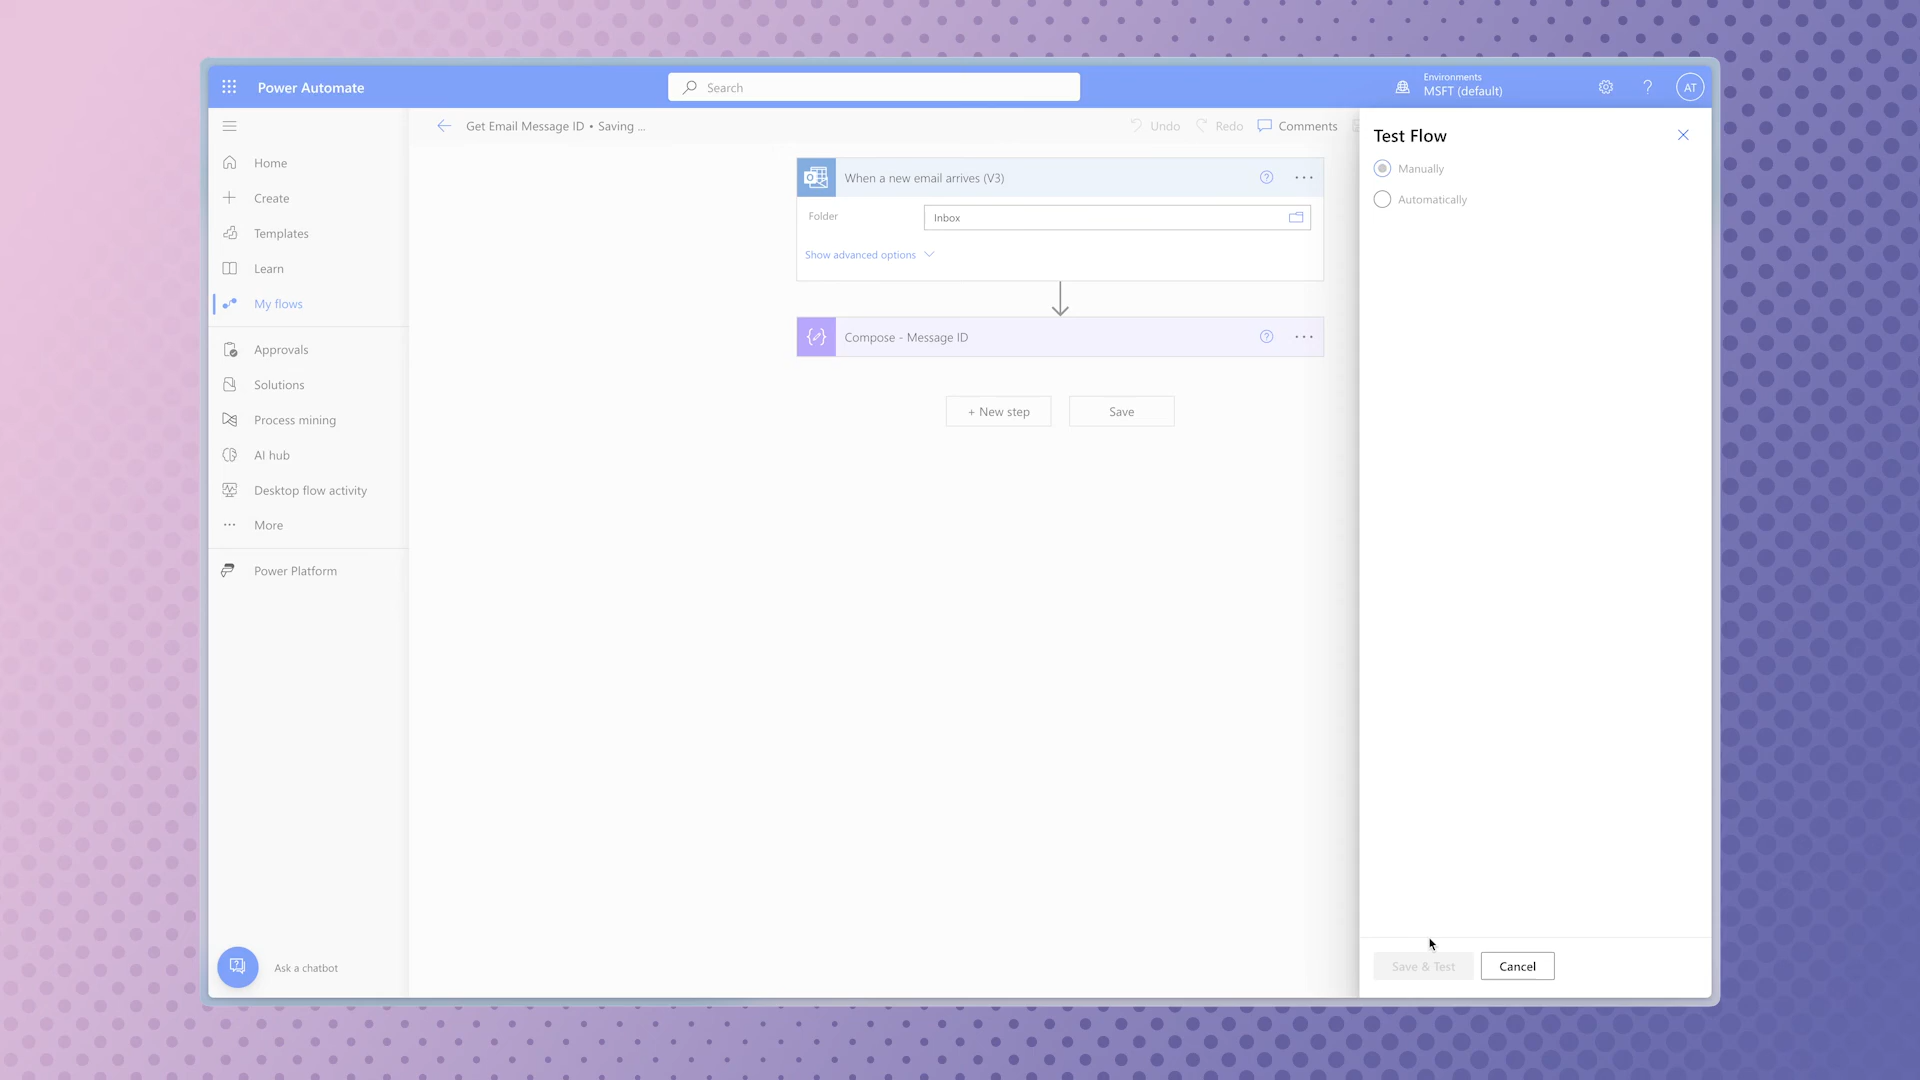 Power Automate
Search
Environments
MSFT (default)
?
AT
Get Email Message ID • Saving ...
Undo
Redo
Comments
Home
Create
Templates
Learn
My flows
Approvals
Solutions
Process mining
AI hub
Desktop flow activity
More
Power Platform
Ask a chatbot
When a new email arrives (V3)
Folder
Inbox
Show advanced options
Compose - Message ID
+ New step
Save
Test Flow
Manually
Automatically
Save & Test
Cancel